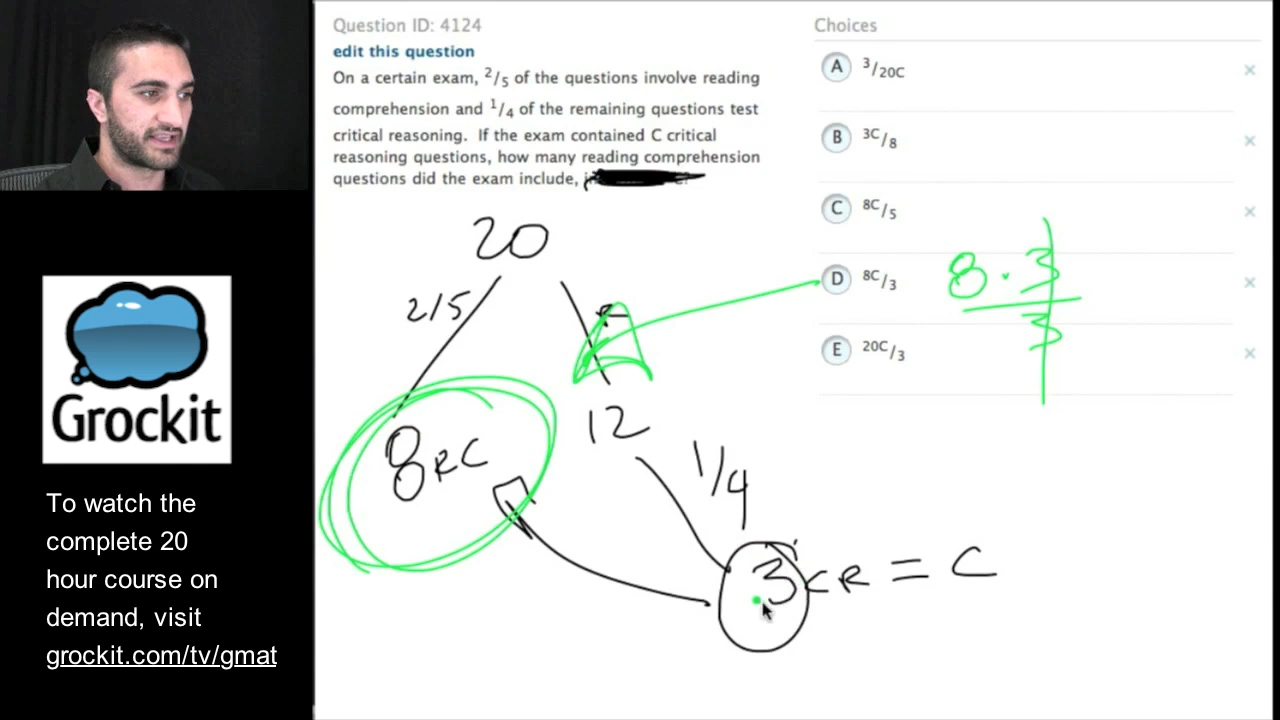 Question ID: 4124
edit this question
On a certain exam, 2/5 of the questions involve reading
comprehension and 1/4 of the remaining questions test
critical reasoning. If the exam contained C critical
reasoning questions, how many reading comprehension
questions did the exam include,
Choices
A 3/20C
B 3C/8
C 8C/5
D 8C/3
E 20C/3
8 · 3
3
20
2/5
8 RC
12
1/4
3 CR = C
Grockit
To watch the
complete 20
hour course on
demand, visit
grockit.com/tv/gmat